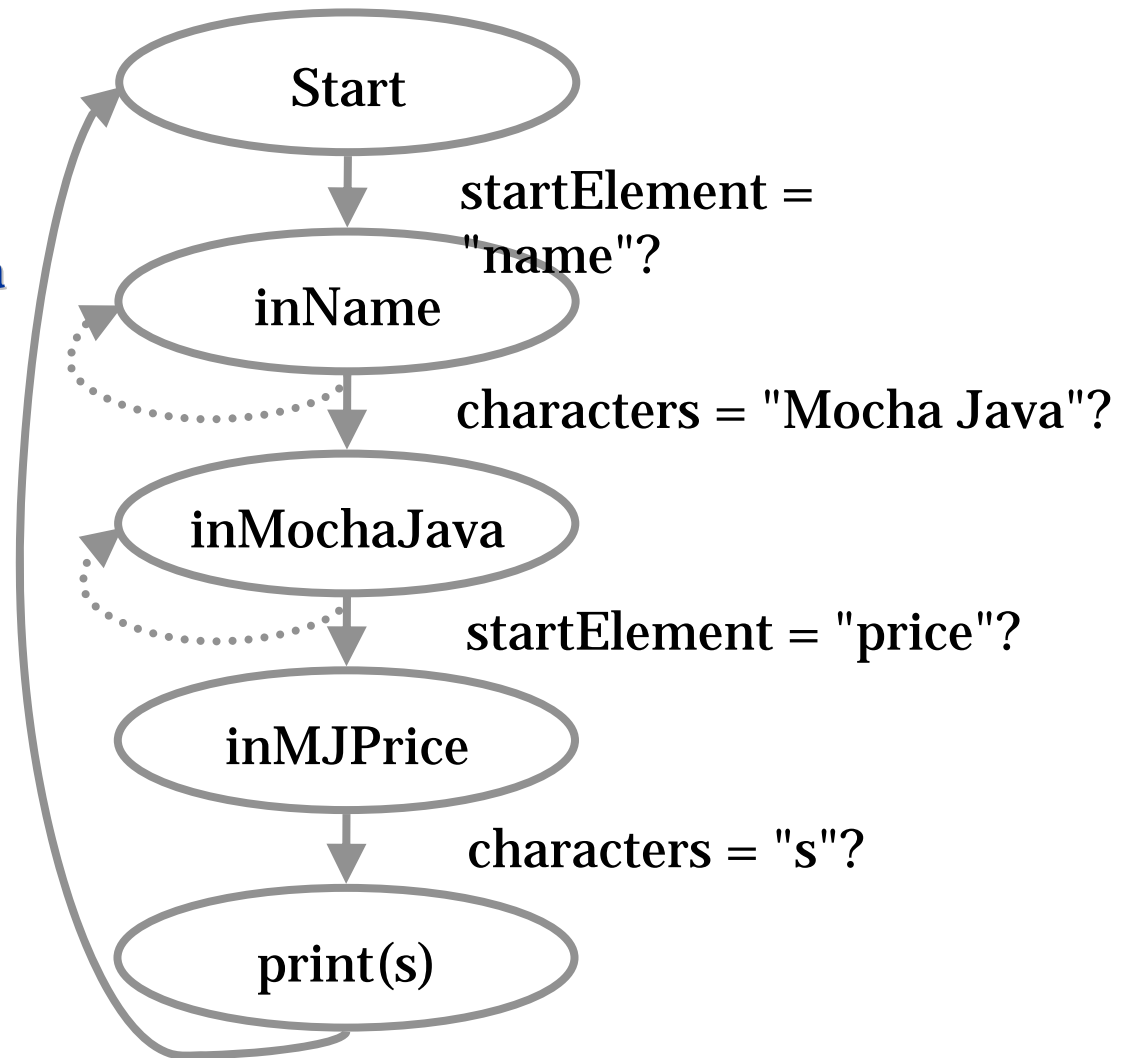 Start
startElement =
"name"?
inName
characters = "Mocha Java"?
inMochaJava
startElement = "price"?
inMJPrice
characters = "s"?
print(s)